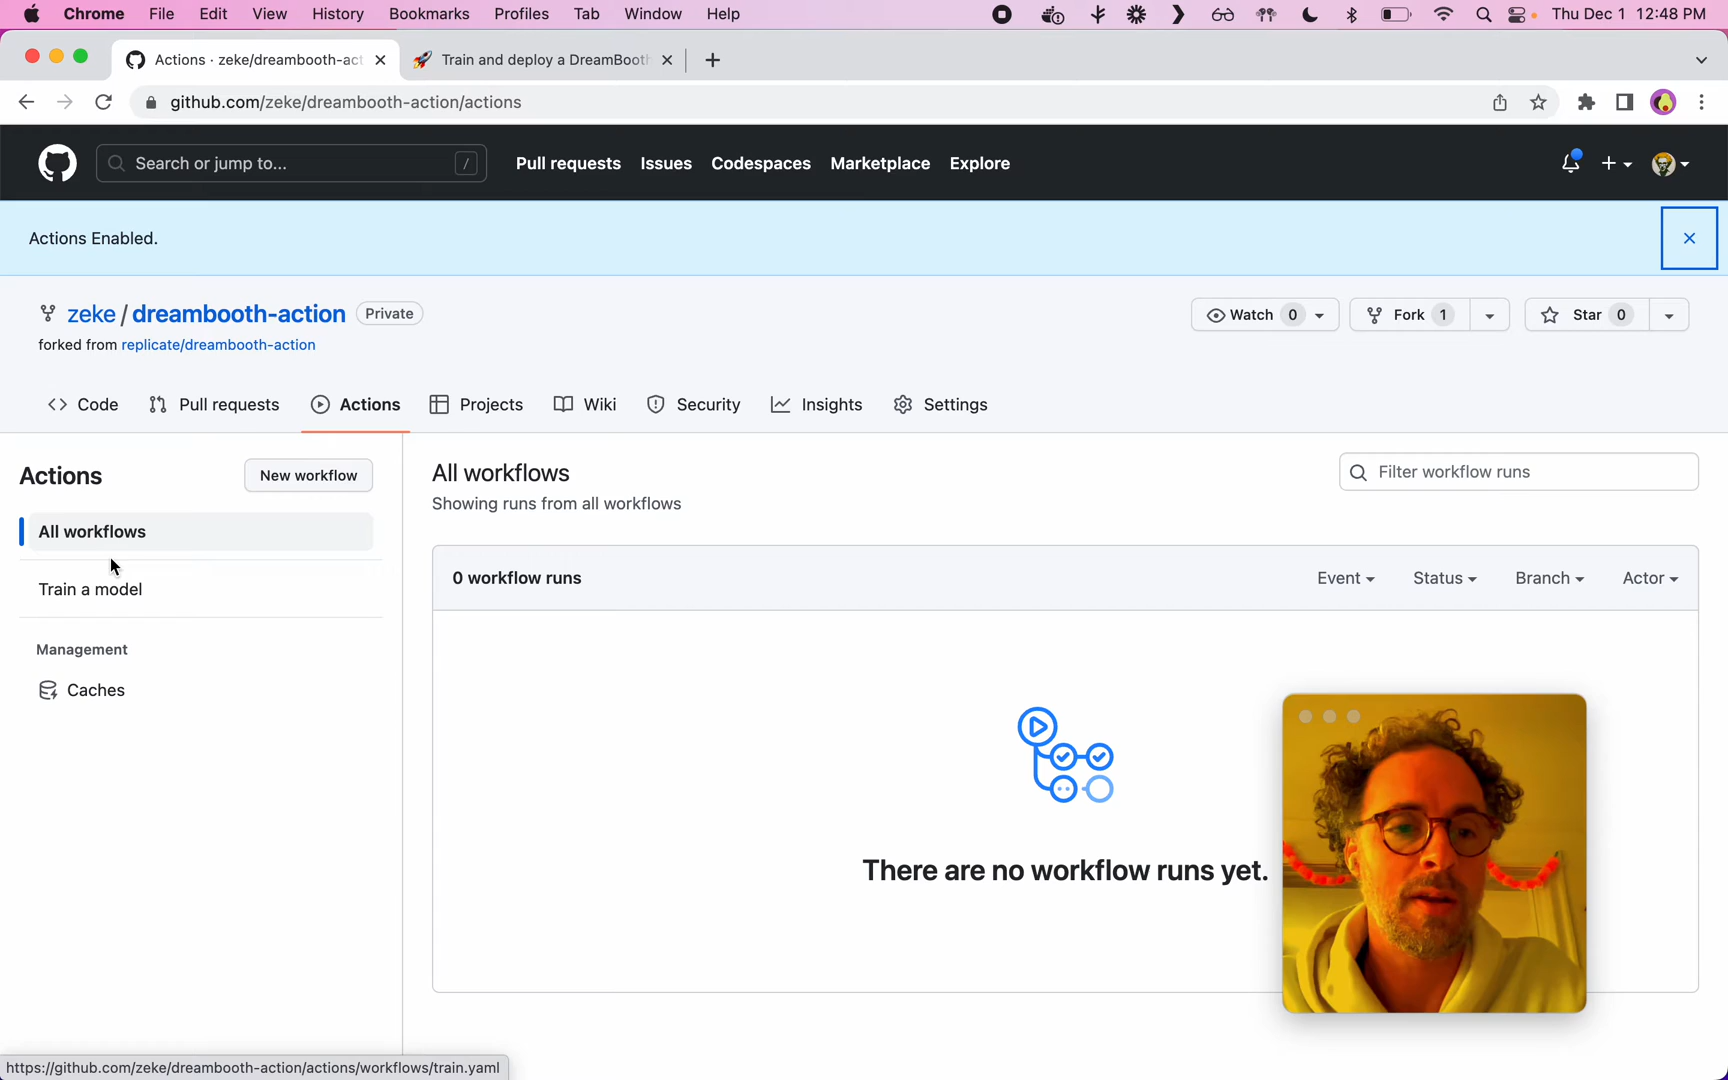 Chrome File Edit View History Bookmarks Profiles Tab Window Help Thu Dec 1 12:48 PM
Actions · zeke/dreambooth-act Train and deploy a DreamBooth
github.com/zeke/dreambooth-action/actions
Search or jump to... / Pull requests Issues Codespaces Marketplace Explore
Actions Enabled.
zeke / dreambooth-action Private Watch 0 Fork 1 Star 0
forked from replicate/dreambooth-action
Code Pull requests Actions Projects Wiki Security Insights Settings
Actions New workflow
All workflows
Train a model
Management
Caches
All workflows
Showing runs from all workflows
Filter workflow runs
0 workflow runs Event Status Branch Actor
There are no workflow runs yet.
https://github.com/zeke/dreambooth-action/actions/workflows/train.yaml